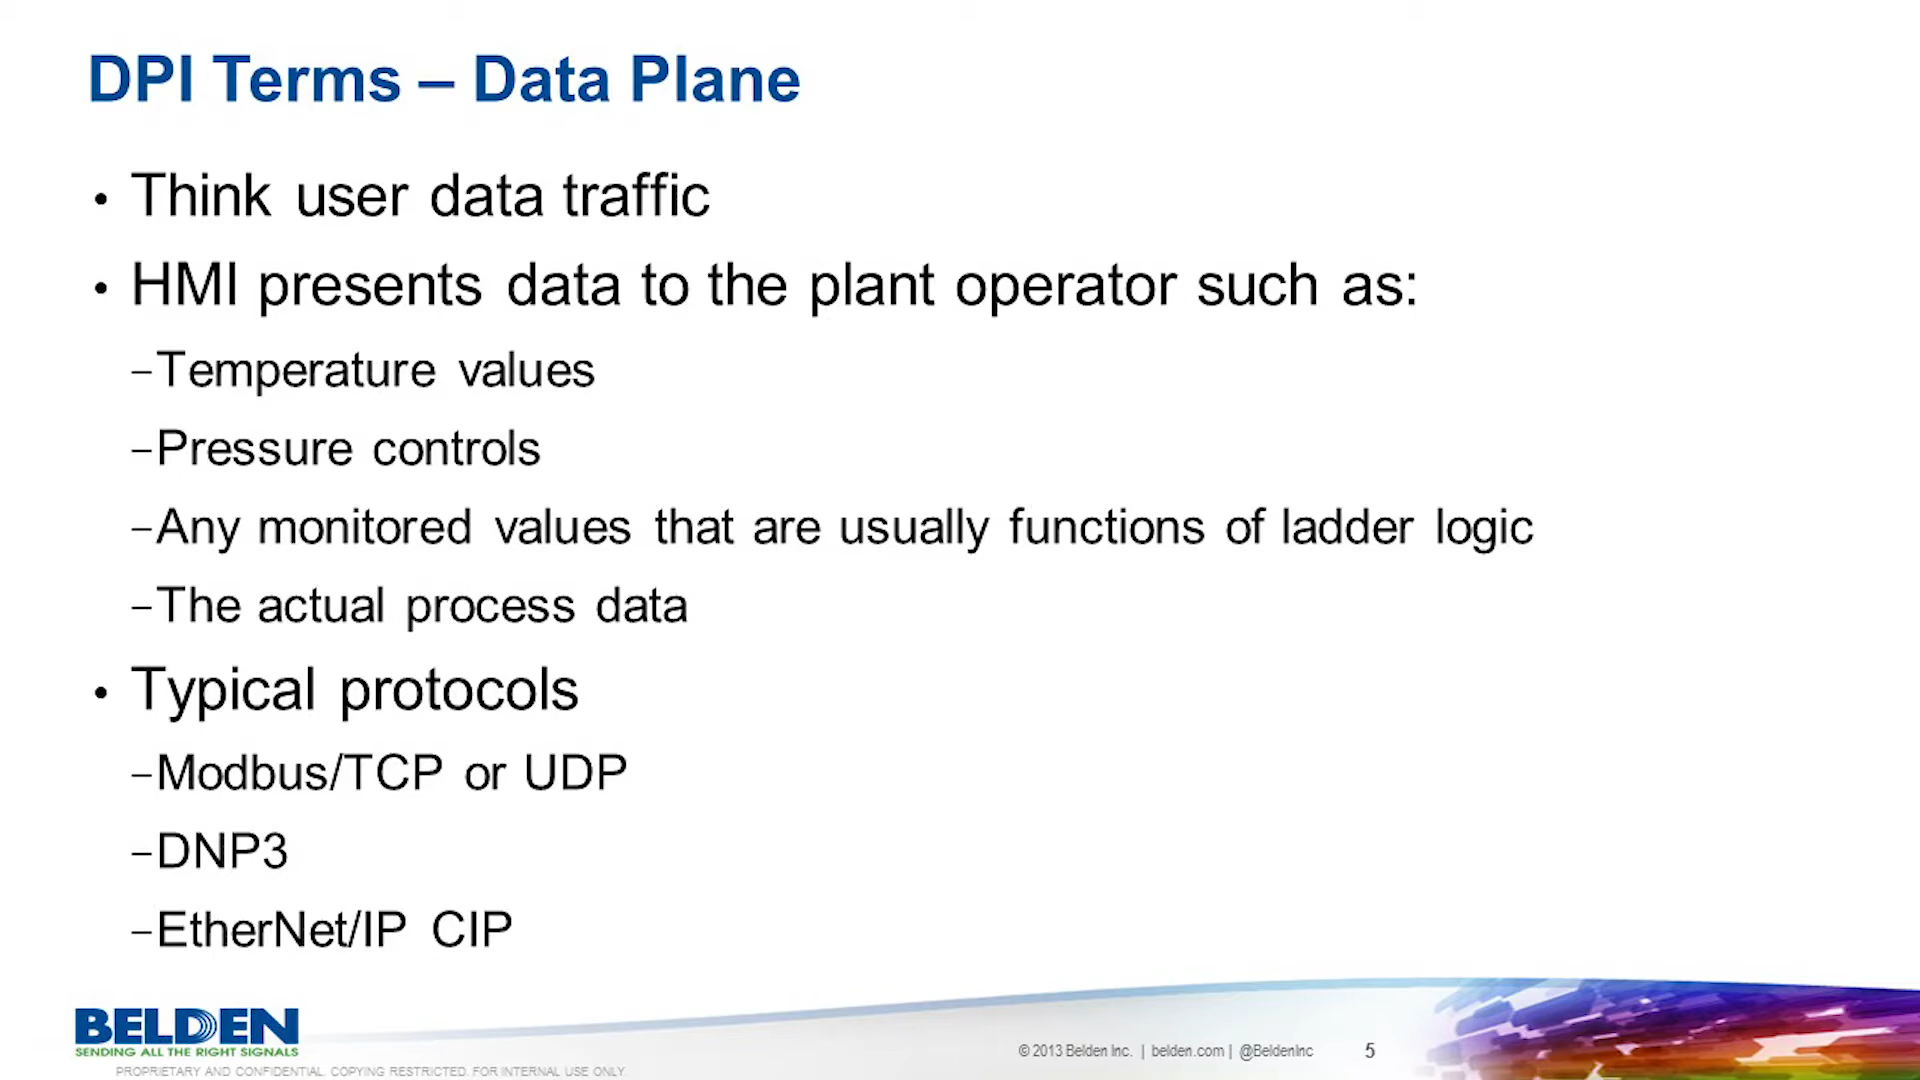 DPI Terms – Data Plane
• Think user data traffic
• HMI presents data to the plant operator such as:
–Temperature values
–Pressure controls
–Any monitored values that are usually functions of ladder logic
–The actual process data
• Typical protocols
–Modbus/TCP or UDP
–DNP3
–EtherNet/IP CIP
BELDEN
SENDING ALL THE RIGHT SIGNALS
© 2013 Belden Inc. | belden.com | @BeldenInc 5
PROPRIETARY AND CONFIDENTIAL. COPYING RESTRICTED. FOR INTERNAL USE ONLY.